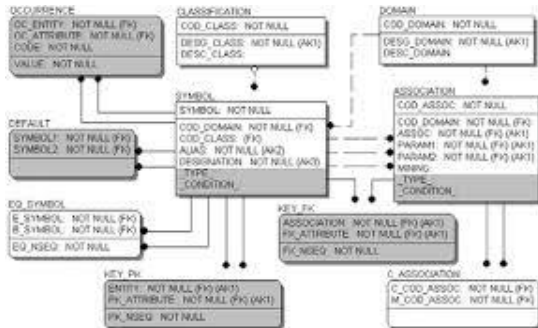 OCCURRENCE
OC_ENTITY: NOT NULL (FK)
OC_ATTRIBUTE: NOT NULL (FK)
CODE: NOT NULL
VALUE: NOT NULL
CLASSIFICATION
COD_CLASS: NOT NULL
DESG_CLASS: NOT NULL (AK1)
DESC_CLASS:
DOMAIN
COD_DOMAIN: NOT NULL
DESG_DOMAIN: NOT NULL (AK1)
DESC_DOMAIN
DEFAULT
SYMBOL1: NOT NULL (FK)
SYMBOL2: NOT NULL (FK)
SYMBOL
SYMBOL: NOT NULL
COD_DOMAIN: NOT NULL (FK)
COD_CLASS: (FK)
ALIAS: NOT NULL (AK2)
DESIGNATION: NOT NULL (AK3)
_TYPE_
_CONDITION_
ASSOCIATION
COD_ASSOC: NOT NULL
COD_DOMAIN: NOT NULL (FK)
ASSOC: NOT NULL (FK) (AK1)
PARAM1: NOT NULL (FK) (AK1)
PARAM2: NOT NULL (FK) (AK1)
MINING
_TYPE_
_CONDITION_
EQ_SYMBOL
E_SYMBOL: NOT NULL (FK)
B_SYMBOL: NOT NULL (FK)
EQ_NSEQ: NOT NULL
KEY_FK
ASSOCIATION: NOT NULL (FK) (AK1)
FK_ATTRIBUTE: NOT NULL (FK) (AK1)
FK_NSEQ: NOT NULL
KEY_PK
ENTITY: NOT NULL (FK) (AK1)
PK_ATTRIBUTE: NOT NULL (FK) (AK1)
PK_NSEQ: NOT NULL
C_ASSOCIATION
C_COD_ASSOC: NOT NULL (FK)
M_COD_ASSOC: NOT NULL (FK)